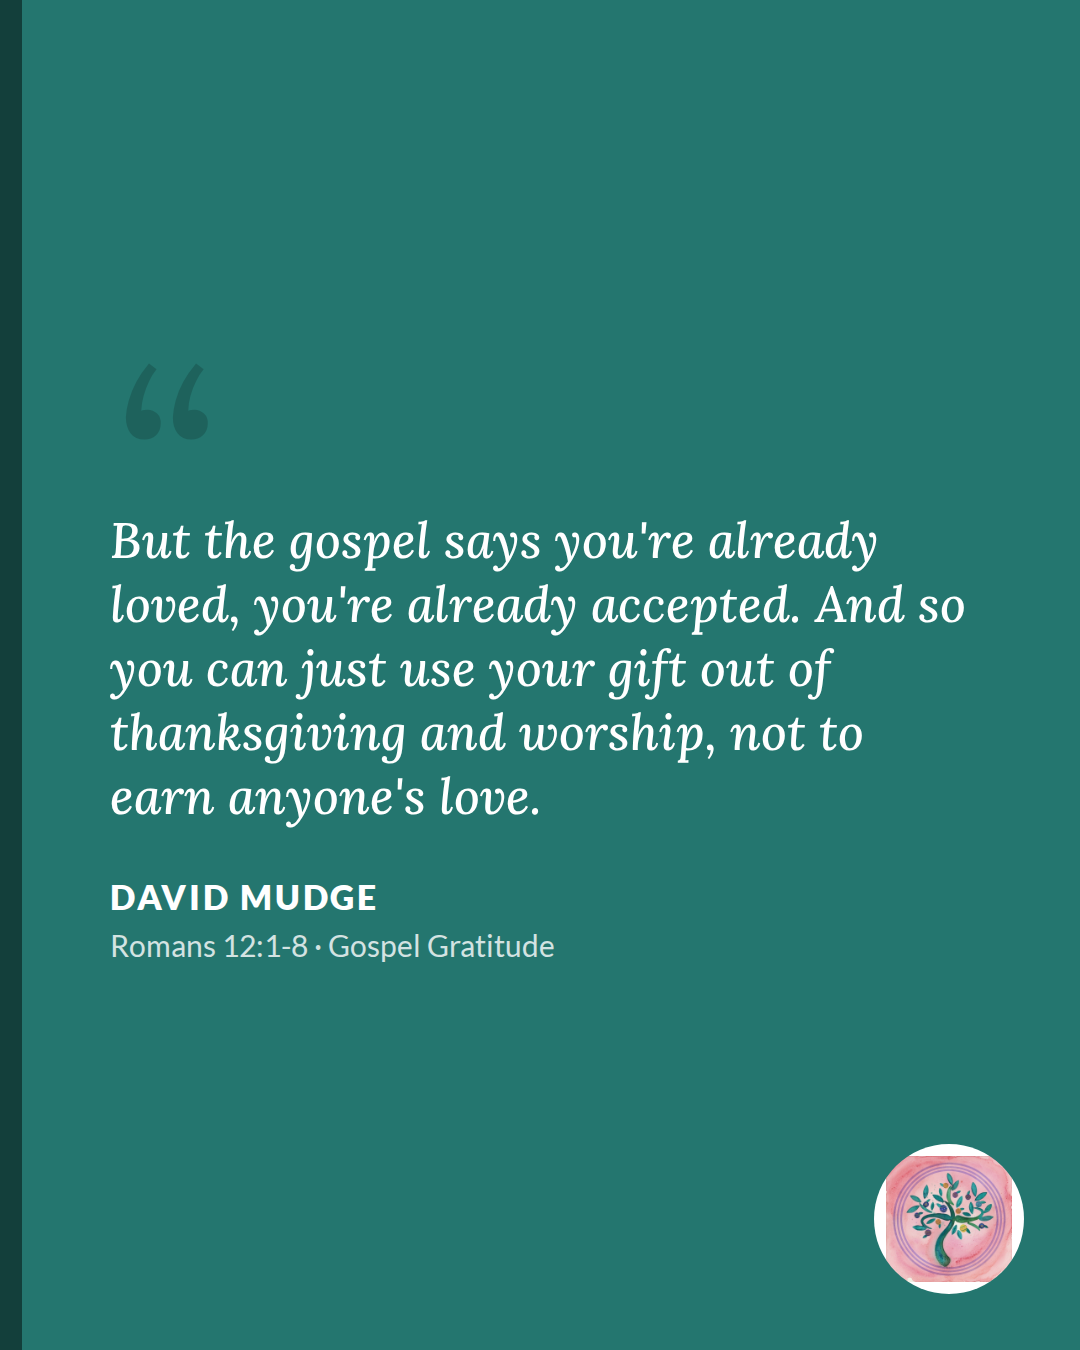 “
But the gospel says you're already
loved, you're already accepted. And so
you can just use your gift out of
thanksgiving and worship, not to
earn anyone's love.
DAVID MUDGE
Romans 12:1-8 · Gospel Gratitude